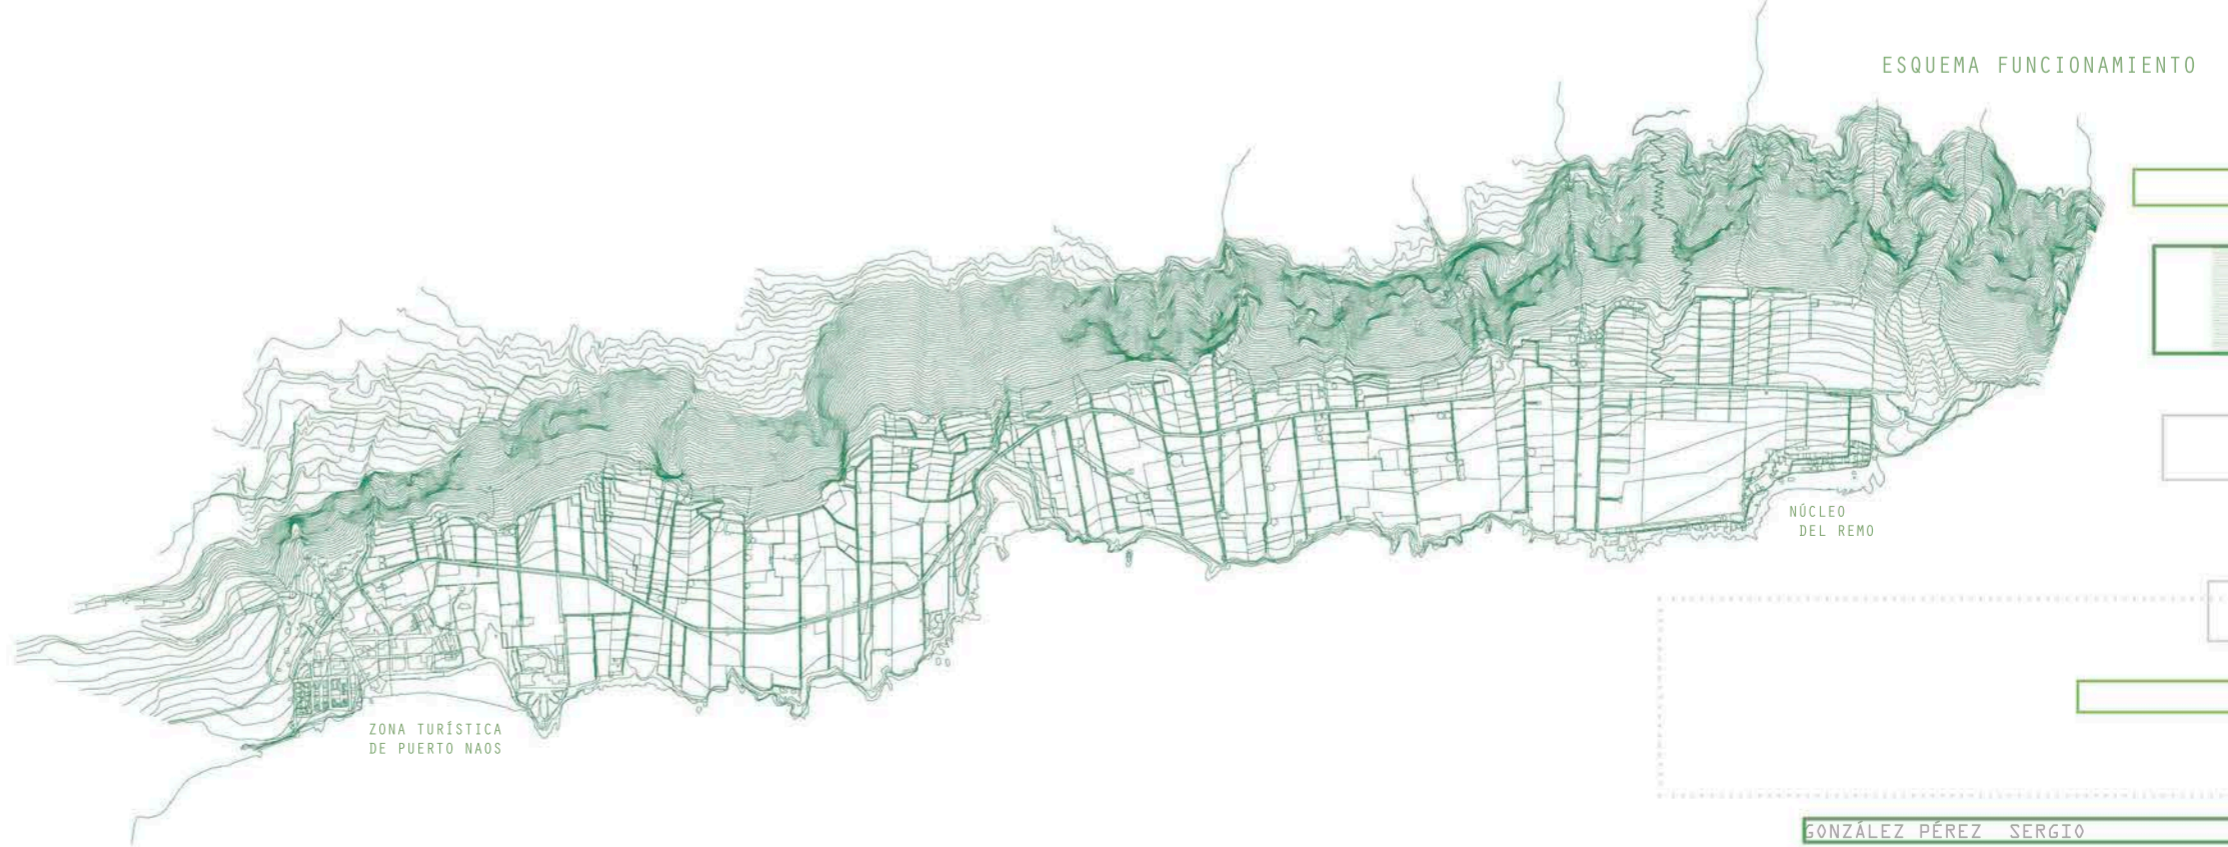 ESQUEMA FUNCIONAMIENTO
NÚCLEO
DEL REMO
ZONA TURÍSTICA
DE PUERTO NAOS
GONZÁLEZ PÉREZ SERGIO